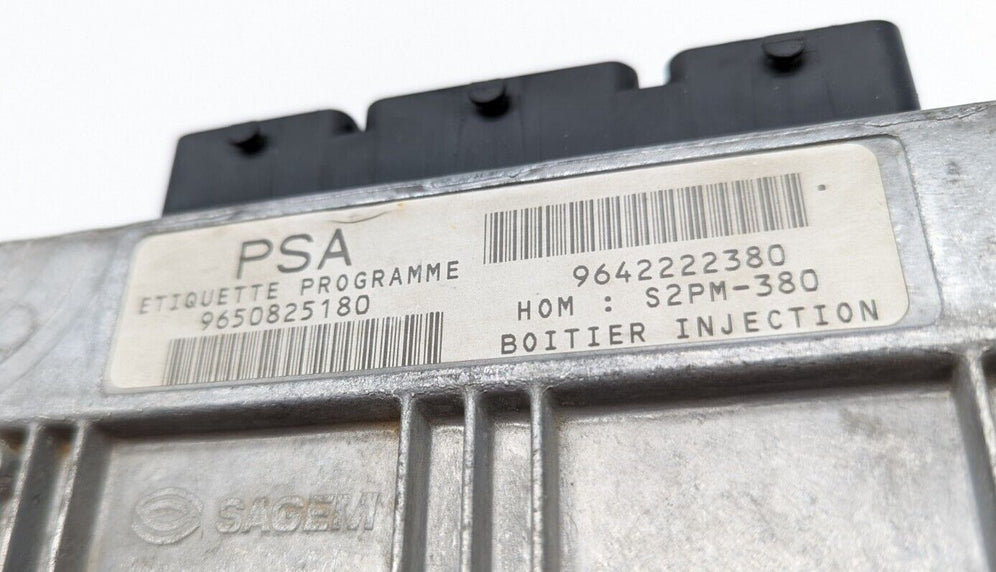 PSA
ETIQUETTE PROGRAMME
9650825180
9642222380
HOM : S2PM-380
BOITIER INJECTION
SAGEM